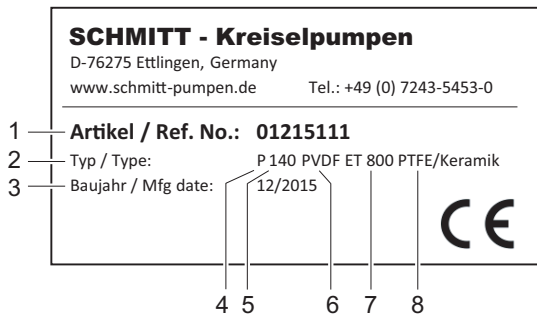 SCHMITT - Kreiselpumpen
D-76275 Ettlingen, Germany
www.schmitt-pumpen.de Tel.: +49 (0) 7243-5453-0
1 Artikel / Ref. No.: 01215111
2 Typ / Type: P 140 PVDF ET 800 PTFE/Keramik
3 Baujahr / Mfg date: 12/2015
CE
4 5 6 7 8